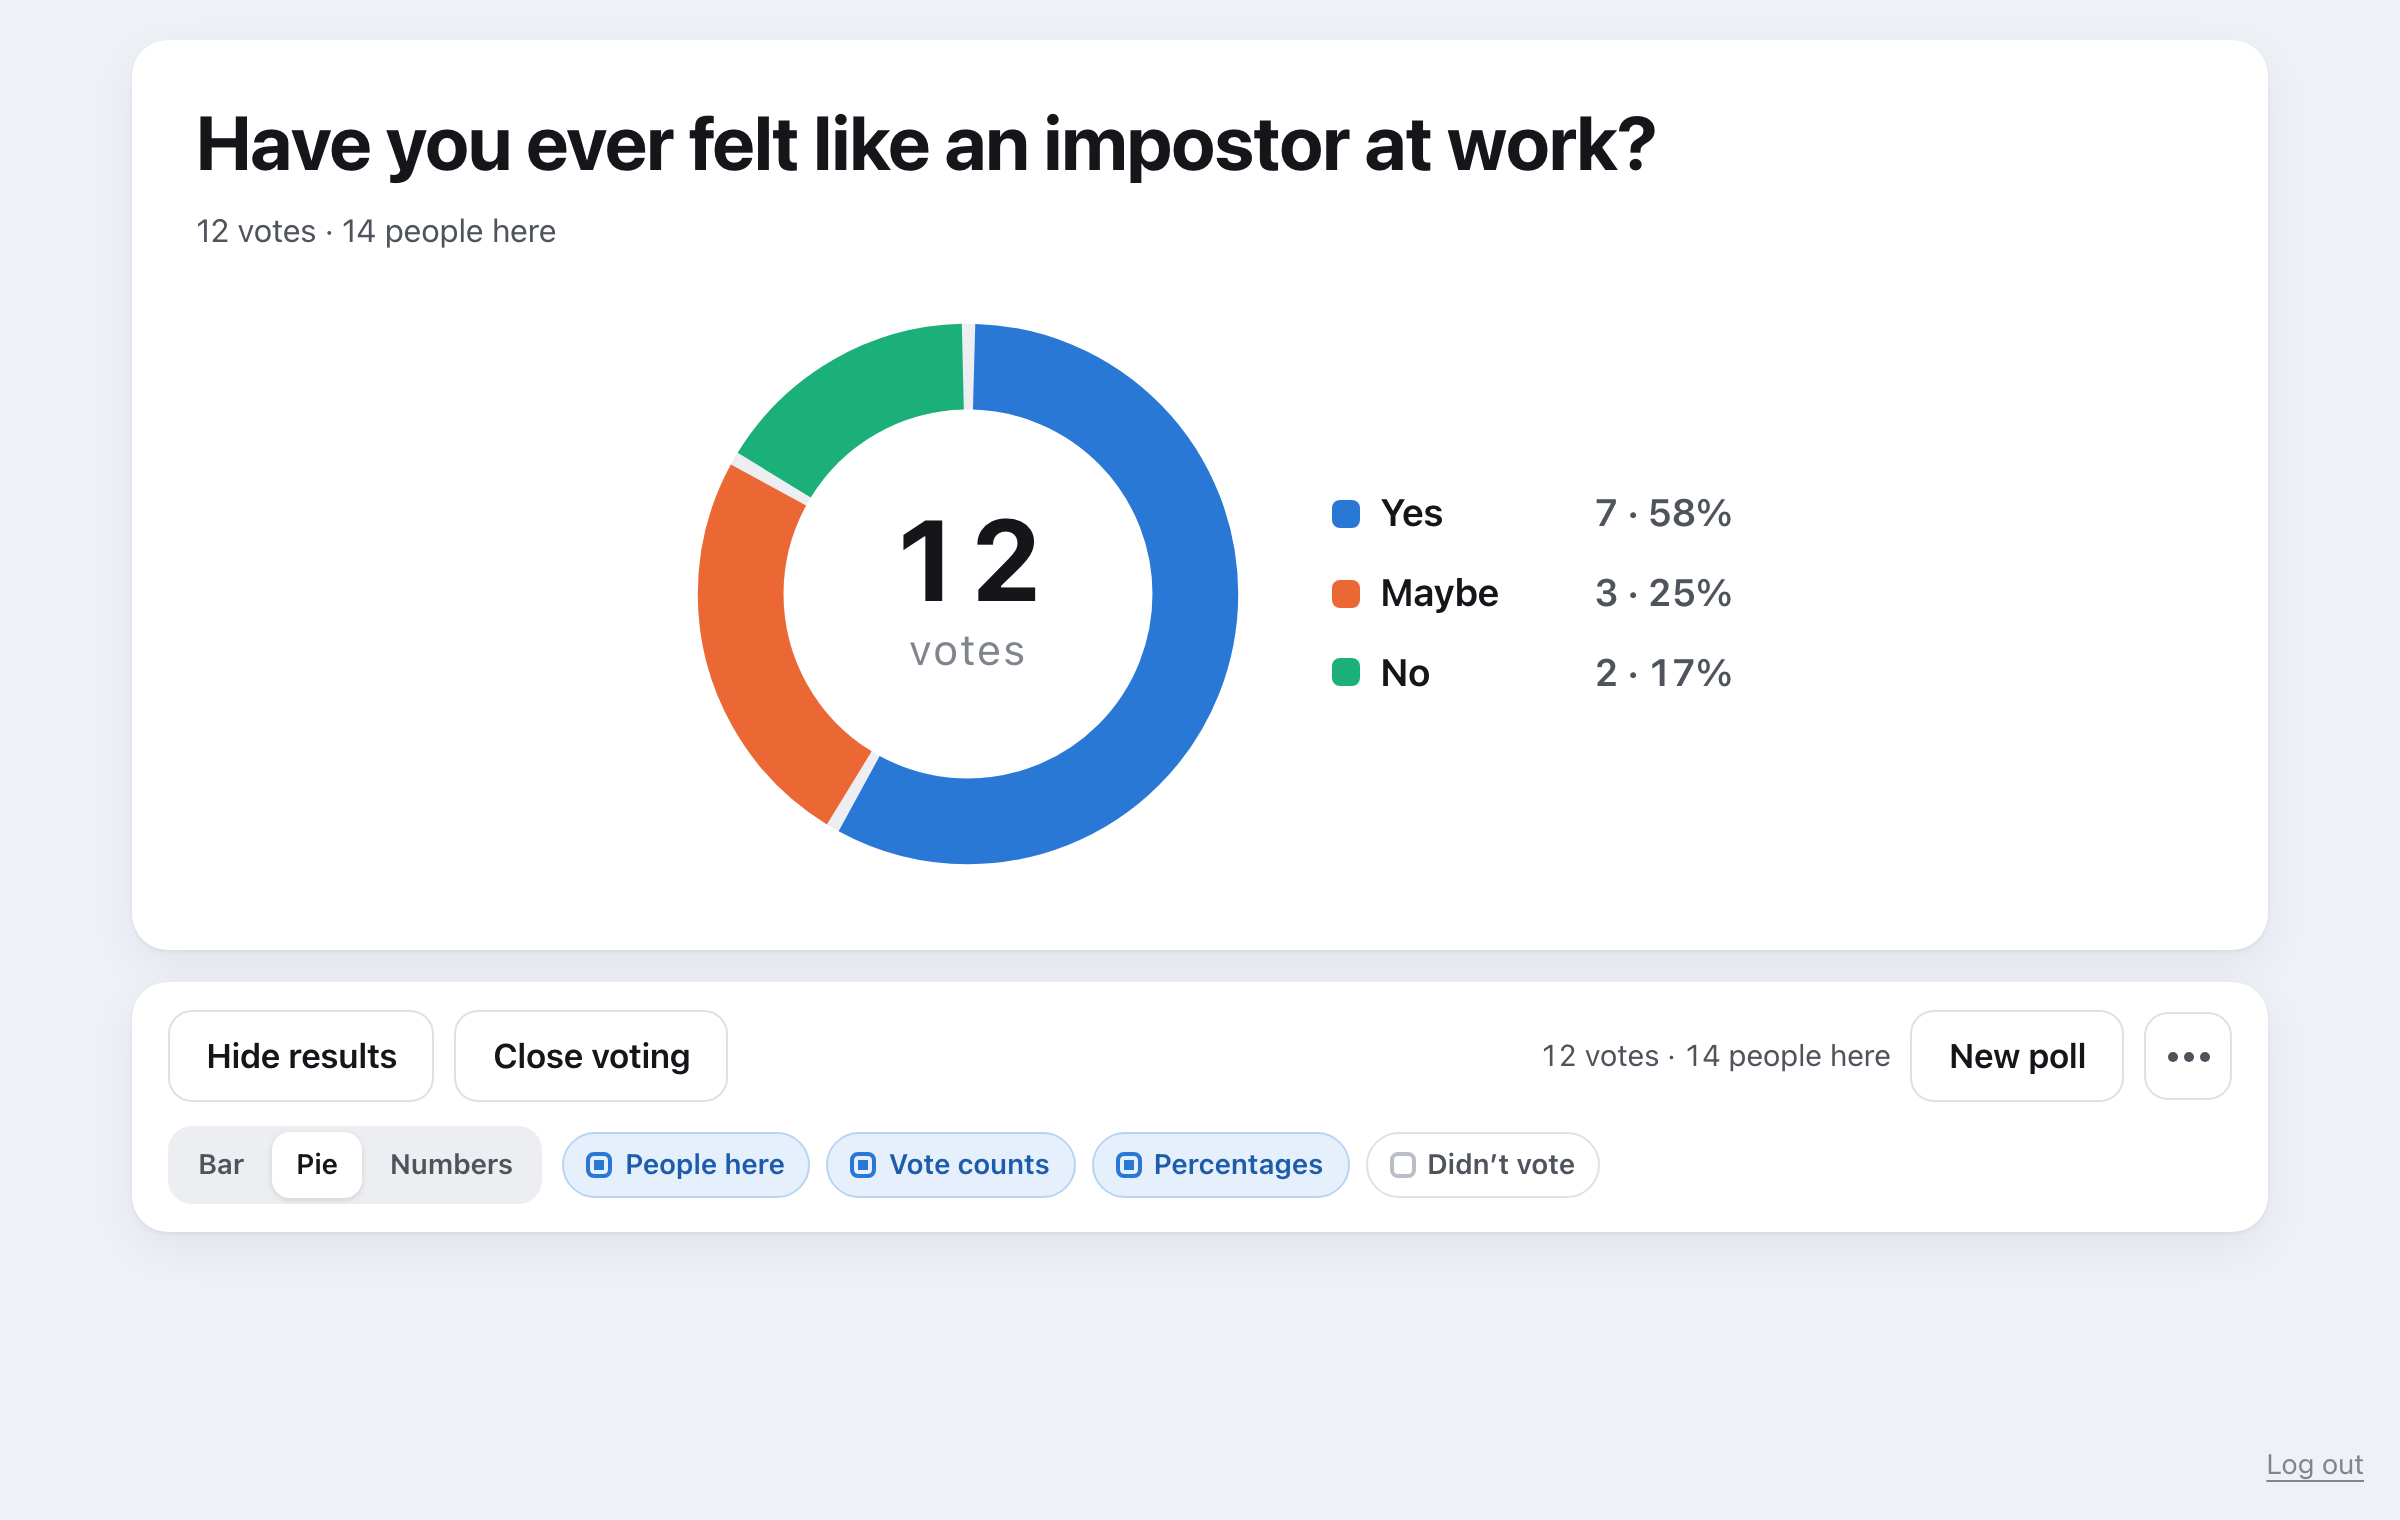 Have you ever felt like an impostor at work?
12 votes · 14 people here
12
votes
Yes 7 · 58%
Maybe 3 · 25%
No 2 · 17%
Hide results Close voting 12 votes · 14 people here New poll
Bar Pie Numbers People here Vote counts Percentages Didn’t vote
Log out